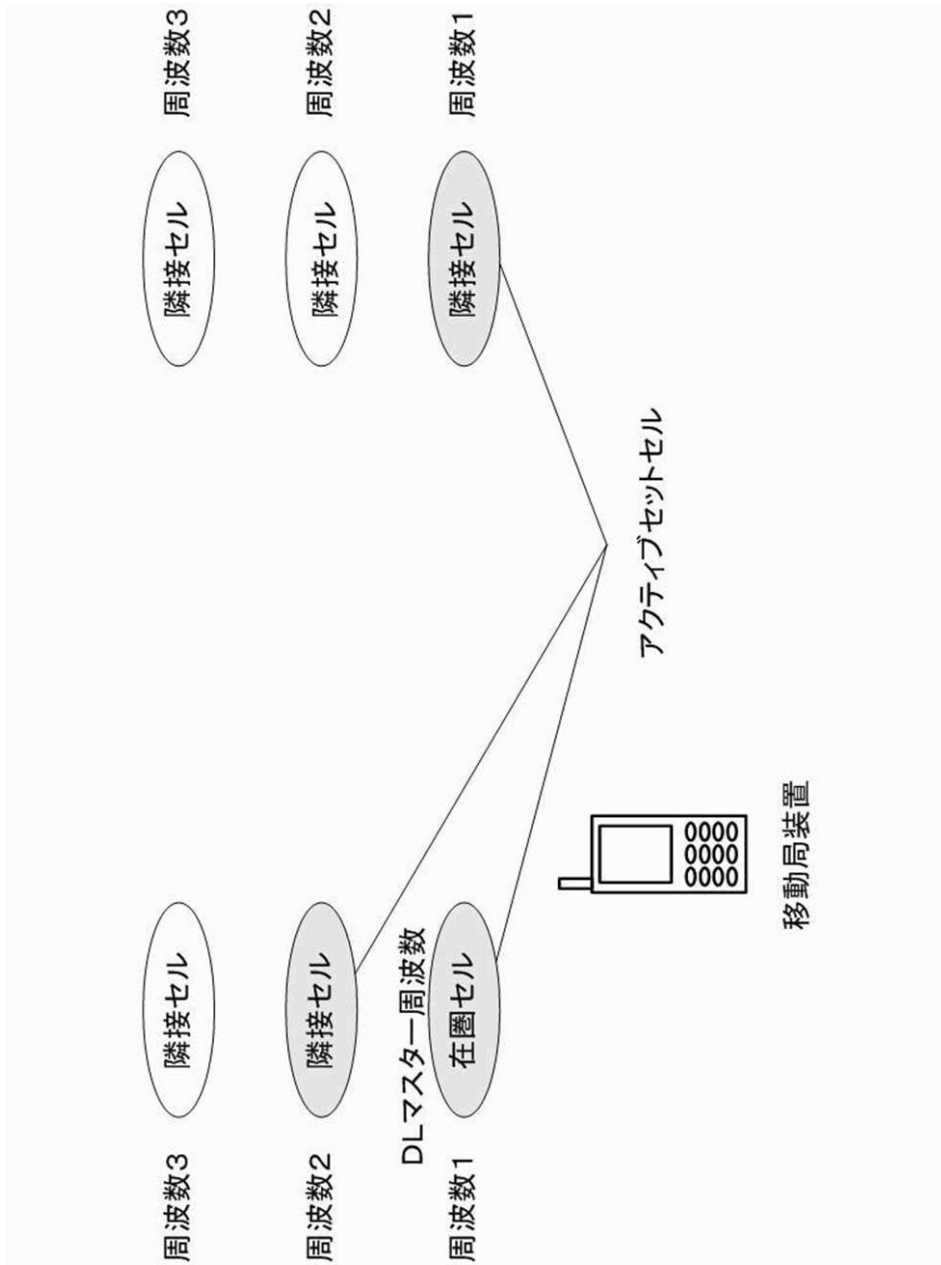 周波数3
隣接セル
隣接セル
周波数3
周波数2
隣接セル
隣接セル
周波数2
DLマスター周波数
周波数1
在圏セル
隣接セル
周波数1
アクティブセットセル
移動局装置